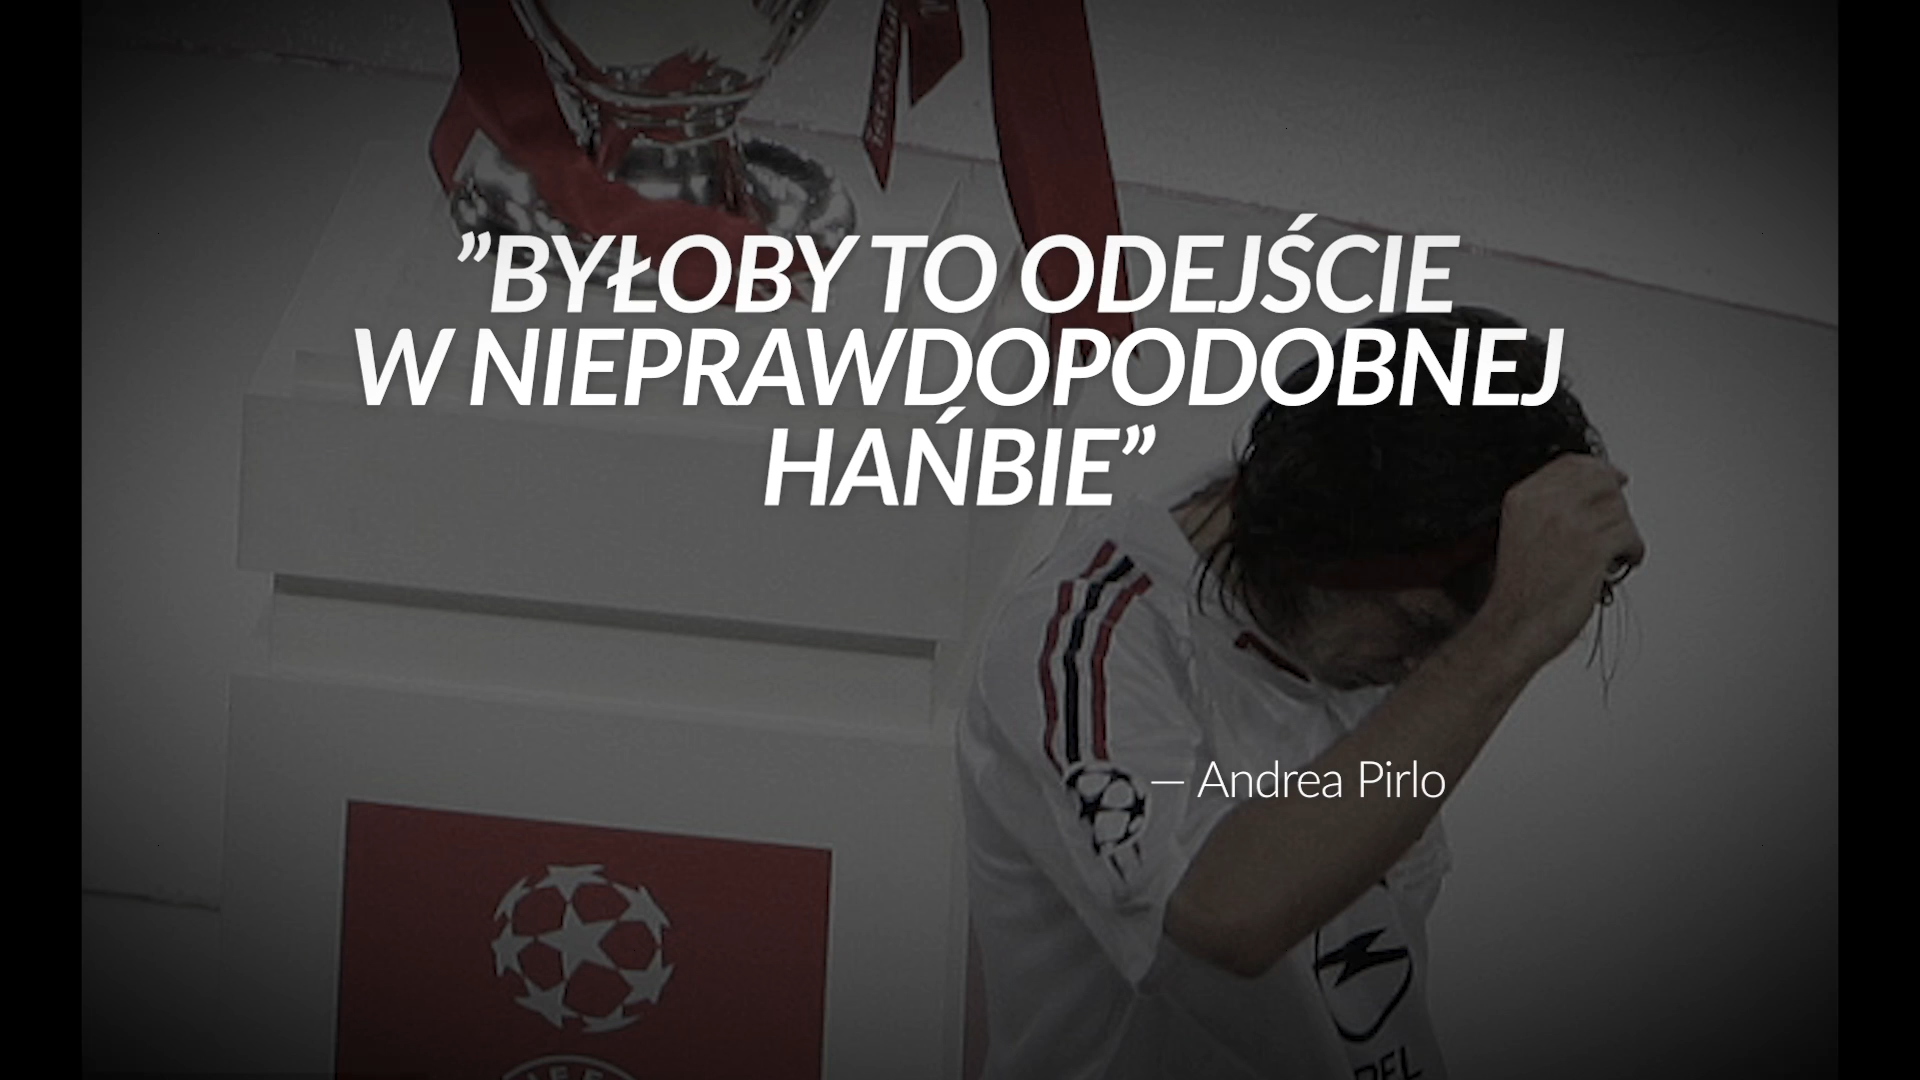 ”BYŁOBY TO ODEJŚCIE
W NIEPRAWDOPODOBNEJ
HAŃBIE”
— Andrea Pirlo